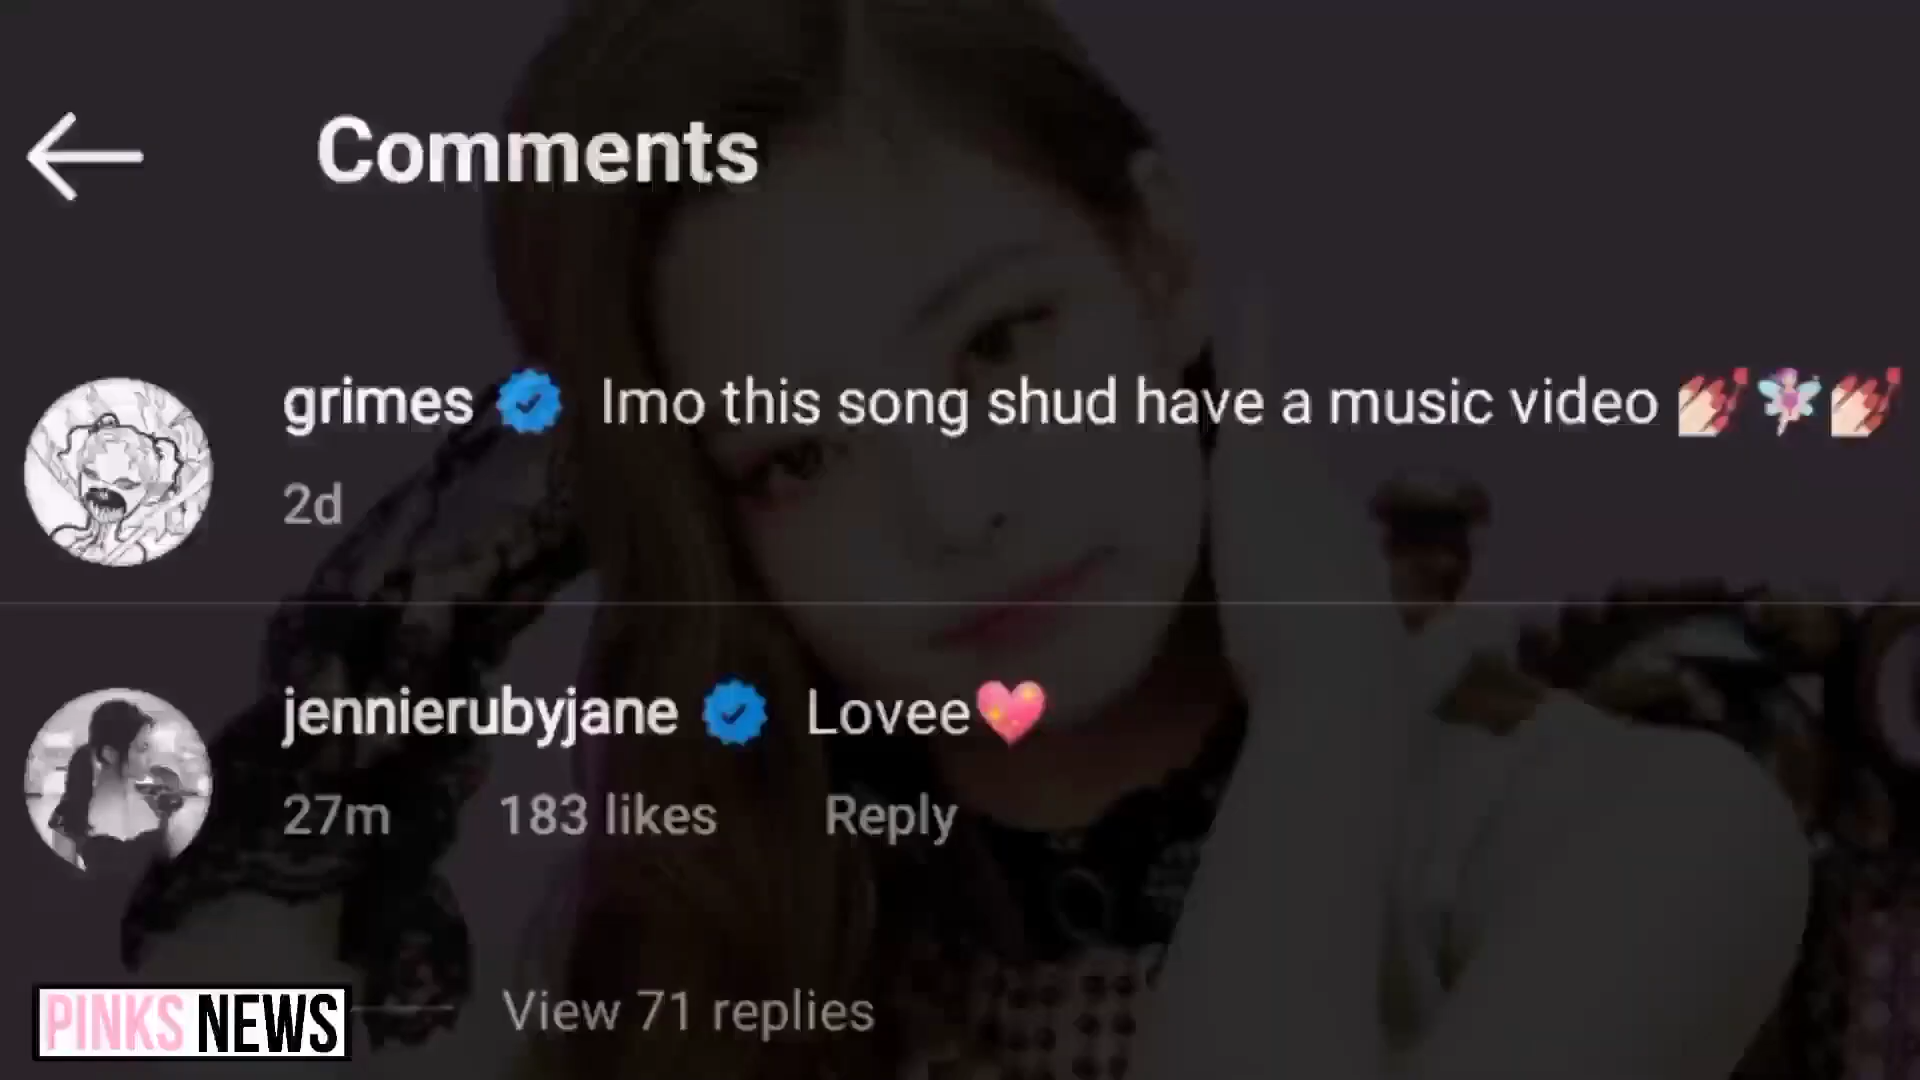 Comments
grimes Imo this song shud have a music video 💅🧚💅
2d
jennierubyjane Lovee💖
27m 183 likes Reply
View 71 replies
PINKS NEWS